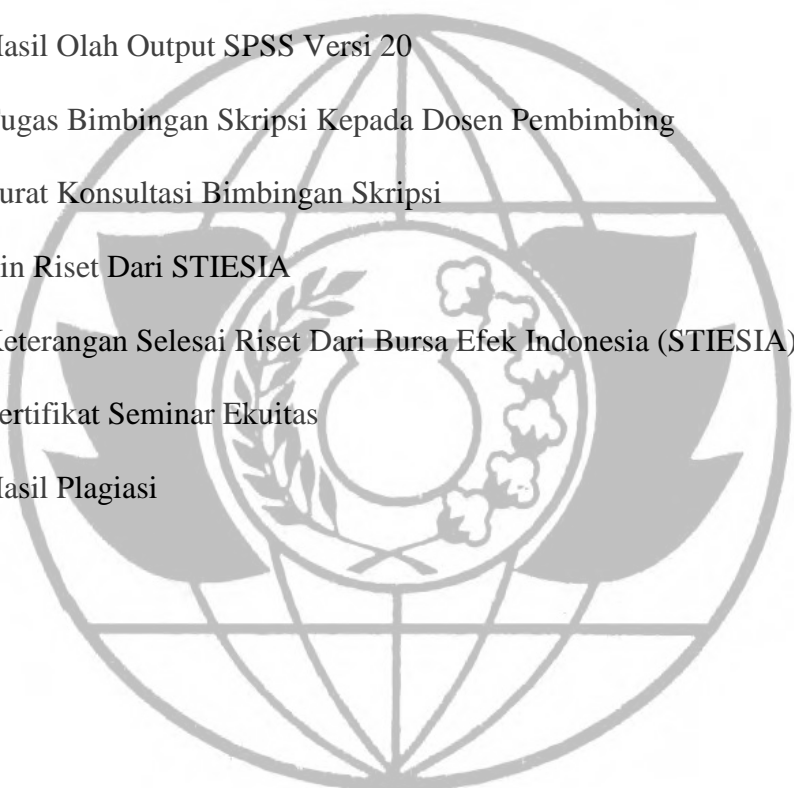 Hasil Olah Output SPSS Versi 20
ugas Bimbingan Skripsi Kepada Dosen Pembimbing
urat Konsultasi Bimbingan Skripsi
in Riset Dari STIESIA
Keterangan Selesai Riset Dari Bursa Efek Indonesia (STIESIA)
ertifikat Seminar Ekuitas
Hasil Plagiasi